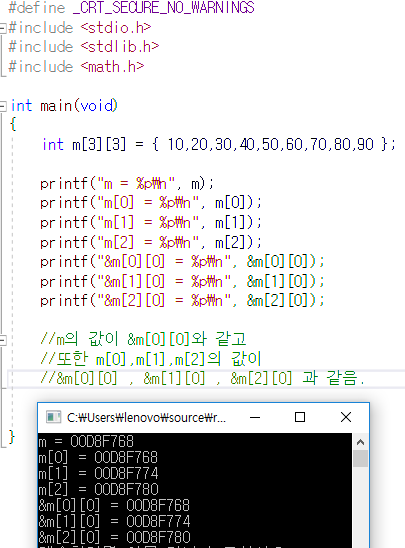 #define _CRT_SECURE_NO_WARNINGS
#include <stdio.h>
#include <stdlib.h>
#include <math.h>
int main(void)
{
int m[3][3] = { 10,20,30,40,50,60,70,80,90 };
printf("m = %p₩n", m);
printf("m[0] = %p₩n", m[0]);
printf("m[1] = %p₩n", m[1]);
printf("m[2] = %p₩n", m[2]);
printf("&m[0][0] = %p₩n", &m[0][0]);
printf("&m[1][0] = %p₩n", &m[1][0]);
printf("&m[2][0] = %p₩n", &m[2][0]);
//m의 값이 &m[0][0]와 같고
//또한 m[0],m[1],m[2]의 값이
//&m[0][0] , &m[1][0] , &m[2][0] 과 같음.
}
C:₩Users₩lenovo₩source₩r...
m = 00D8F768
m[0] = 00D8F768
m[1] = 00D8F774
m[2] = 00D8F780
&m[0][0] = 00D8F768
&m[1][0] = 00D8F774
&m[2][0] = 00D8F780